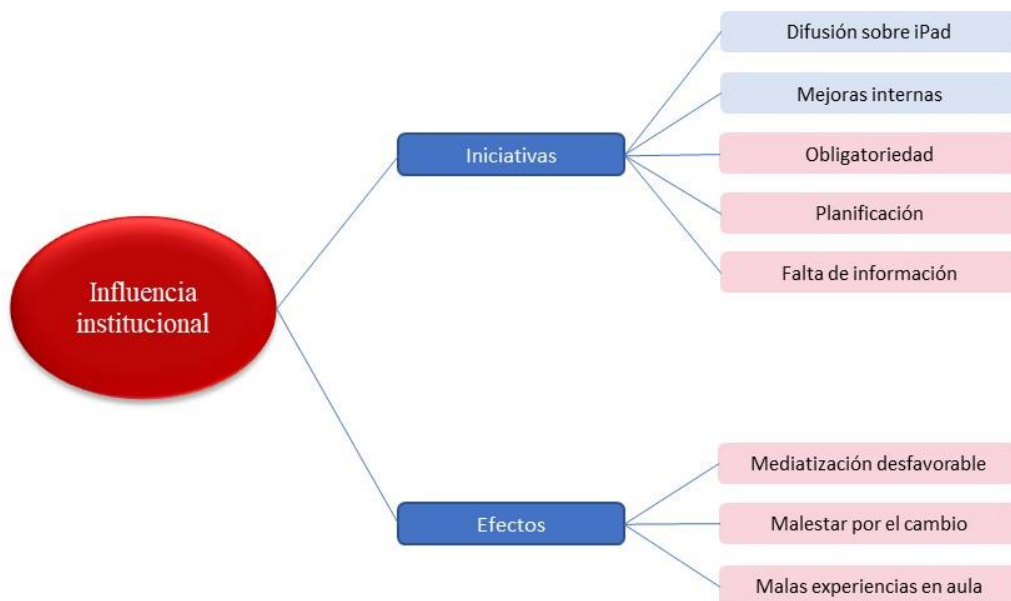 Influencia
institucional
Iniciativas
Difusión sobre iPad
Mejoras internas
Obligatoriedad
Planificación
Falta de información
Efectos
Mediatización desfavorable
Malestar por el cambio
Malas experiencias en aula